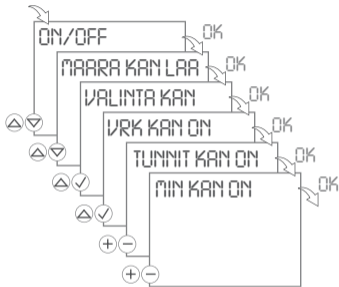 ON/OFF
OK
MAARA KAN LAA
OK
VALINTA KAN
OK
VRK KAN ON
OK
TUNNIT KAN ON
OK
MIN KAN ON
OK